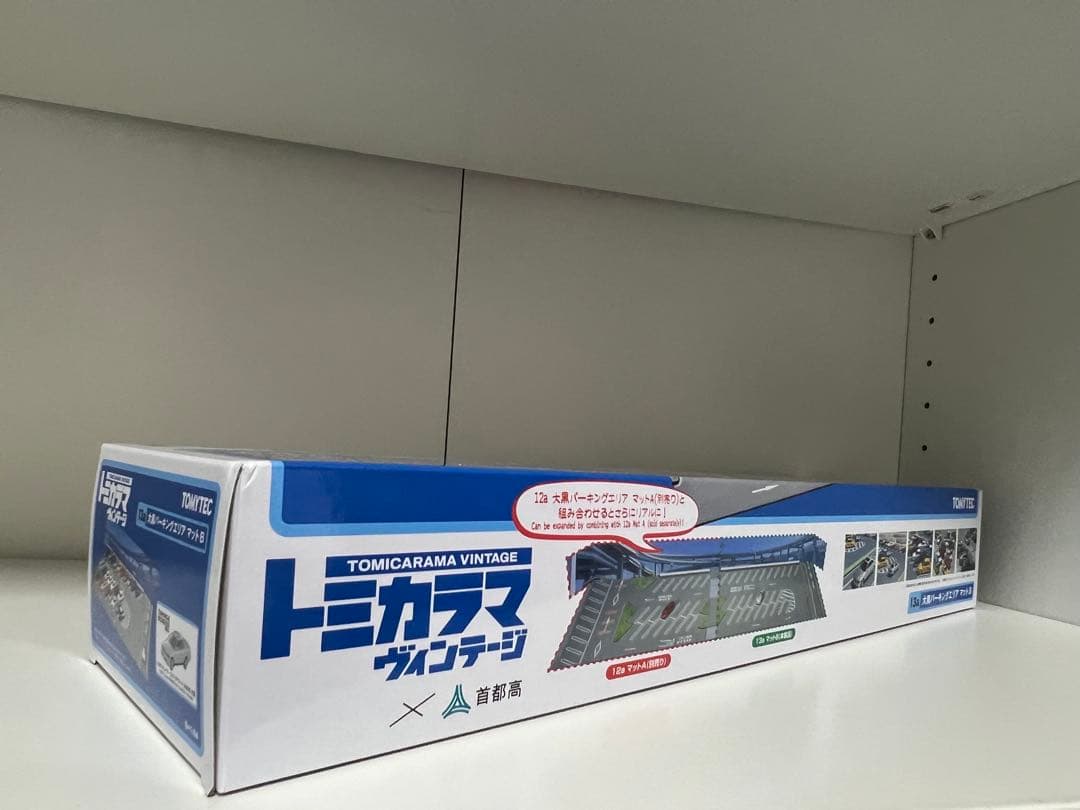 トミカラマ
ヴィンテージ
TOMYTEC
13a 大黒パーキングエリア マットB
TOMICARAMA VINTAGE
トミカラマ
ヴィンテージ
首都高
12a 大黒パーキングエリア マットA(別売り)と
組み合わせるとさらにリアルに!
Can be expanded by combining with 12a Mat A (sold separately)!
12a マットA(別売り)
13a マットB(本製品)
TOMYTEC
13a 大黒パーキングエリア マットB